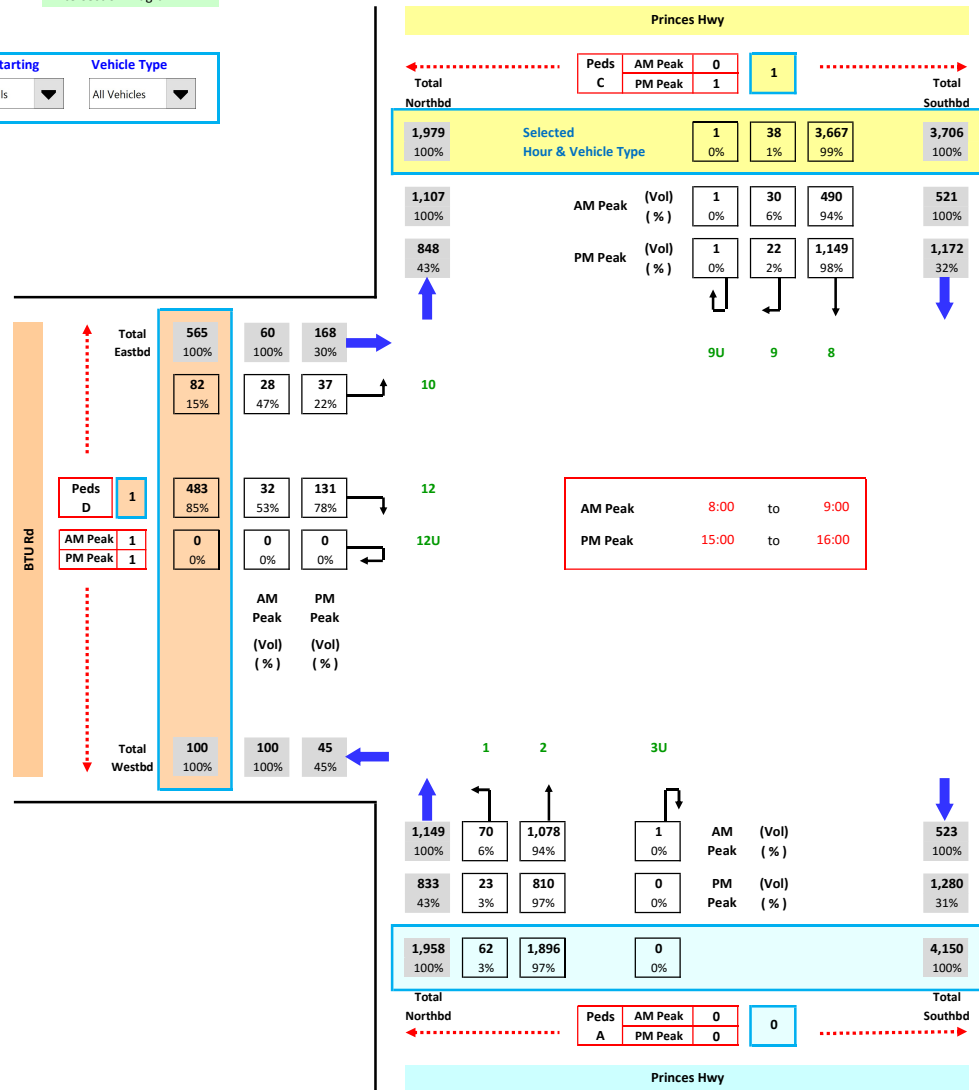 Princes Hwy
Starting Vehicle Type
All Vehicles
Peds AM Peak 0 1
C PM Peak 1
Total Total
Northbd Southbd
1,979 Selected 1 38 3,667 3,706
100% Hour & Vehicle Type 0% 1% 99% 100%
1,107 AM Peak (Vol) 1 30 490 521
100% ( % ) 0% 6% 94% 100%
848 PM Peak (Vol) 1 22 1,149 1,172
43% ( % ) 0% 2% 98% 32%
Total 565 60 168
Eastbd 100% 100% 30%
9U 9 8
82 28 37 10
15% 47% 22%
Peds 1 483 32 131 12
D 85% 53% 78%
AM Peak 1 0 0 0 12U
PM Peak 1 0% 0% 0%
BTU Rd
AM Peak 8:00 to 9:00
PM Peak 15:00 to 16:00
AM PM
Peak Peak
(Vol) (Vol)
( % ) ( % )
Total 100 100 45
Westbd 100% 100% 45%
1 2 3U
1,149 70 1,078 1 AM (Vol) 523
100% 6% 94% 0% Peak ( % ) 100%
833 23 810 0 PM (Vol) 1,280
43% 3% 97% 0% Peak ( % ) 31%
1,958 62 1,896 0 4,150
100% 3% 97% 0% 100%
Total Total
Northbd Southbd
Peds AM Peak 0 0
A PM Peak 0
Princes Hwy